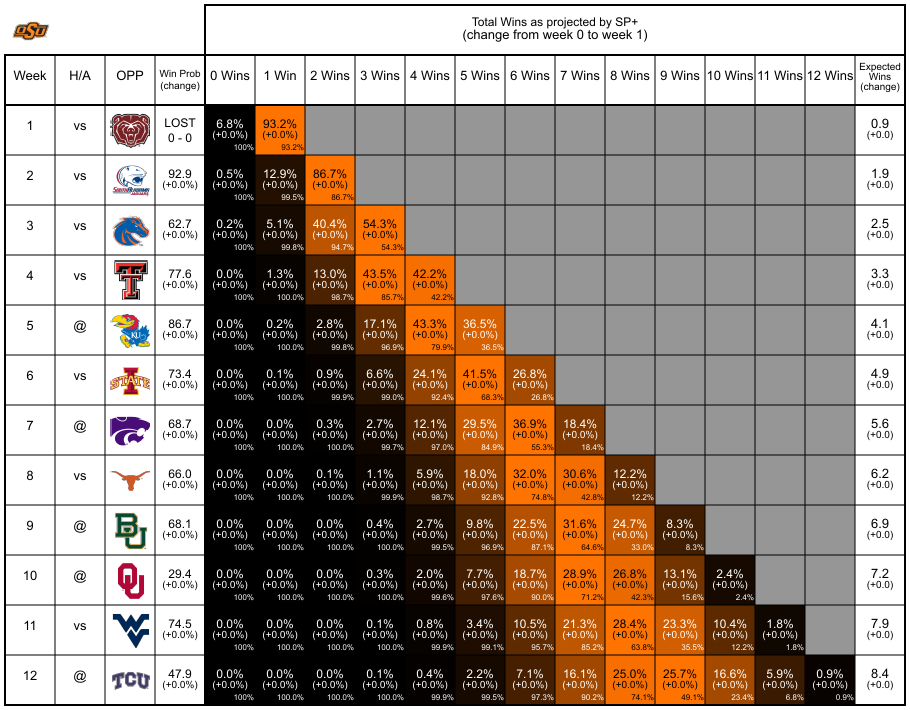 OSU
Total Wins as projected by SP+
(change from week 0 to week 1)
Week H/A OPP Win Prob (change) 0 Wins 1 Win 2 Wins 3 Wins 4 Wins 5 Wins 6 Wins 7 Wins 8 Wins 9 Wins 10 Wins 11 Wins 12 Wins Expected Wins (change)
1 vs LOST 6.8% 93.2% 0.9
0 - 0 (+0.0%) (+0.0%) (+0.0)
100% 93.2%
2 vs SOUTH ALABAMA JAGUARS 92.9 0.5% 12.9% 86.7% 1.9
(+0.0%) (+0.0%) (+0.0%) (+0.0%) (+0.0)
100% 99.5% 86.7%
3 vs 62.7 0.2% 5.1% 40.4% 54.3% 2.5
(+0.0%) (+0.0%) (+0.0%) (+0.0%) (+0.0%) (+0.0)
100% 99.8% 94.7% 54.3%
4 vs T 77.6 0.0% 1.3% 13.0% 43.5% 42.2% 3.3
(+0.0%) (+0.0%) (+0.0%) (+0.0%) (+0.0%) (+0.0%) (+0.0)
100% 100.0% 98.7% 85.7% 42.2%
5 @ KU 86.7 0.0% 0.2% 2.8% 17.1% 43.3% 36.5% 4.1
(+0.0%) (+0.0%) (+0.0%) (+0.0%) (+0.0%) (+0.0%) (+0.0%) (+0.0)
100% 100.0% 99.8% 96.9% 79.9% 36.5%
6 vs I STATE 73.4 0.0% 0.1% 0.9% 6.6% 24.1% 41.5% 26.8% 4.9
(+0.0%) (+0.0%) (+0.0%) (+0.0%) (+0.0%) (+0.0%) (+0.0%) (+0.0%) (+0.0)
100% 100.0% 99.9% 99.0% 92.4% 68.3% 26.8%
7 @ 68.7 0.0% 0.0% 0.3% 2.7% 12.1% 29.5% 36.9% 18.4% 5.6
(+0.0%) (+0.0%) (+0.0%) (+0.0%) (+0.0%) (+0.0%) (+0.0%) (+0.0%) (+0.0%) (+0.0)
100% 100.0% 100.0% 99.7% 97.0% 84.9% 55.3% 18.4%
8 vs 66.0 0.0% 0.0% 0.1% 1.1% 5.9% 18.0% 32.0% 30.6% 12.2% 6.2
(+0.0%) (+0.0%) (+0.0%) (+0.0%) (+0.0%) (+0.0%) (+0.0%) (+0.0%) (+0.0%) (+0.0%) (+0.0)
100% 100.0% 100.0% 99.9% 98.7% 92.8% 74.8% 42.8% 12.2%
9 @ BU 68.1 0.0% 0.0% 0.0% 0.4% 2.7% 9.8% 22.5% 31.6% 24.7% 8.3% 6.9
(+0.0%) (+0.0%) (+0.0%) (+0.0%) (+0.0%) (+0.0%) (+0.0%) (+0.0%) (+0.0%) (+0.0%) (+0.0%) (+0.0)
100% 100.0% 100.0% 100.0% 99.5% 96.9% 87.1% 64.6% 33.0% 8.3%
10 @ OU 29.4 0.0% 0.0% 0.0% 0.3% 2.0% 7.7% 18.7% 28.9% 26.8% 13.1% 2.4% 7.2
(+0.0%) (+0.0%) (+0.0%) (+0.0%) (+0.0%) (+0.0%) (+0.0%) (+0.0%) (+0.0%) (+0.0%) (+0.0%) (+0.0%) (+0.0)
100% 100.0% 100.0% 100.0% 99.6% 97.6% 90.0% 71.2% 42.3% 15.6% 2.4%
11 vs WV 74.5 0.0% 0.0% 0.0% 0.1% 0.8% 3.4% 10.5% 21.3% 28.4% 23.3% 10.4% 1.8% 7.9
(+0.0%) (+0.0%) (+0.0%) (+0.0%) (+0.0%) (+0.0%) (+0.0%) (+0.0%) (+0.0%) (+0.0%) (+0.0%) (+0.0%) (+0.0%) (+0.0)
100% 100.0% 100.0% 100.0% 99.9% 99.1% 95.7% 85.2% 63.8% 35.5% 12.2% 1.8%
12 @ TCU 47.9 0.0% 0.0% 0.0% 0.1% 0.4% 2.2% 7.1% 16.1% 25.0% 25.7% 16.6% 5.9% 0.9% 8.4
(+0.0%) (+0.0%) (+0.0%) (+0.0%) (+0.0%) (+0.0%) (+0.0%) (+0.0%) (+0.0%) (+0.0%) (+0.0%) (+0.0%) (+0.0%) (+0.0%) (+0.0)
100% 100.0% 100.0% 100.0% 99.9% 99.5% 97.3% 90.2% 74.1% 49.1% 23.4% 6.8% 0.9%